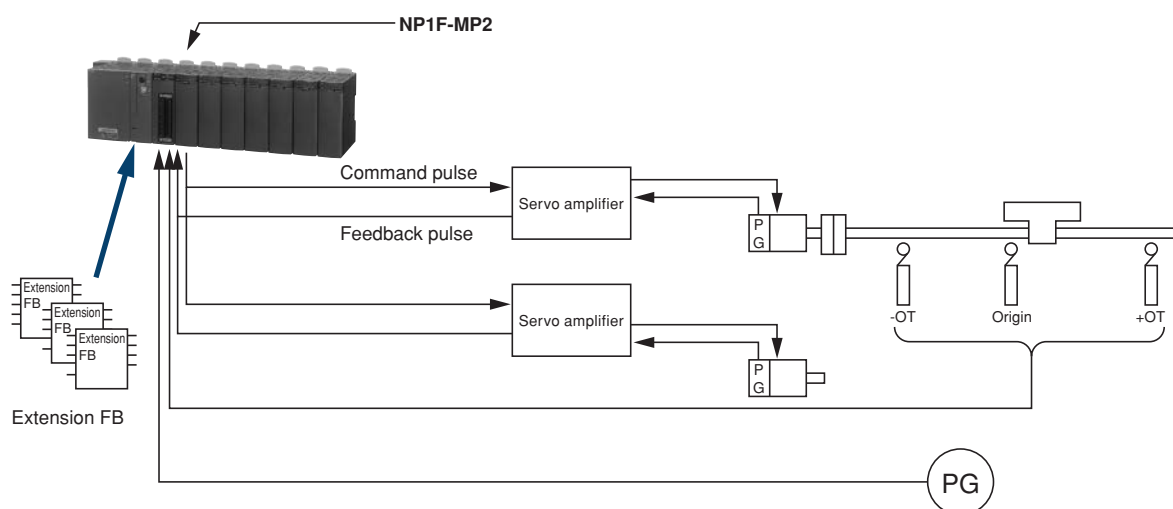 NP1F-MP2
Command pulse
Servo amplifier
Feedback pulse
P
G
-OT
Origin
+OT
Extension
FB
Extension
FB
Extension
FB
Servo amplifier
P
G
Extension FB
PG